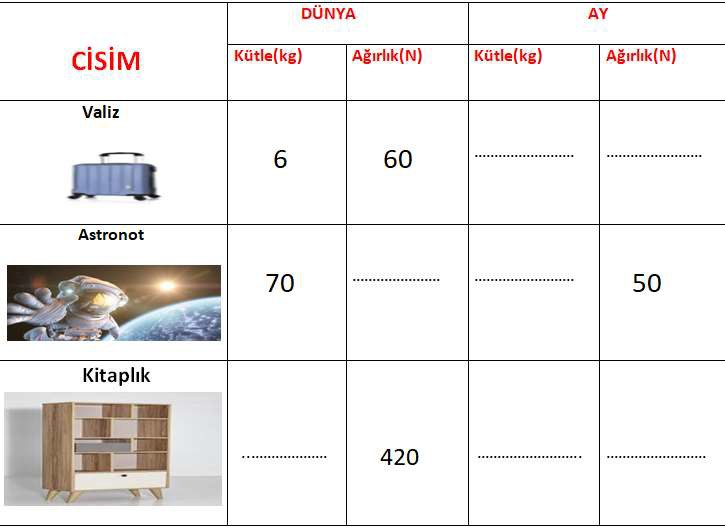 CİSİM
DÜNYA
AY
Kütle(kg)
Ağırlık(N)
Kütle(kg)
Ağırlık(N)
Valiz
6
60
..........................
.........................
Astronot
70
.......................
..........................
50
Kitaplık
......................
420
...........................
..........................